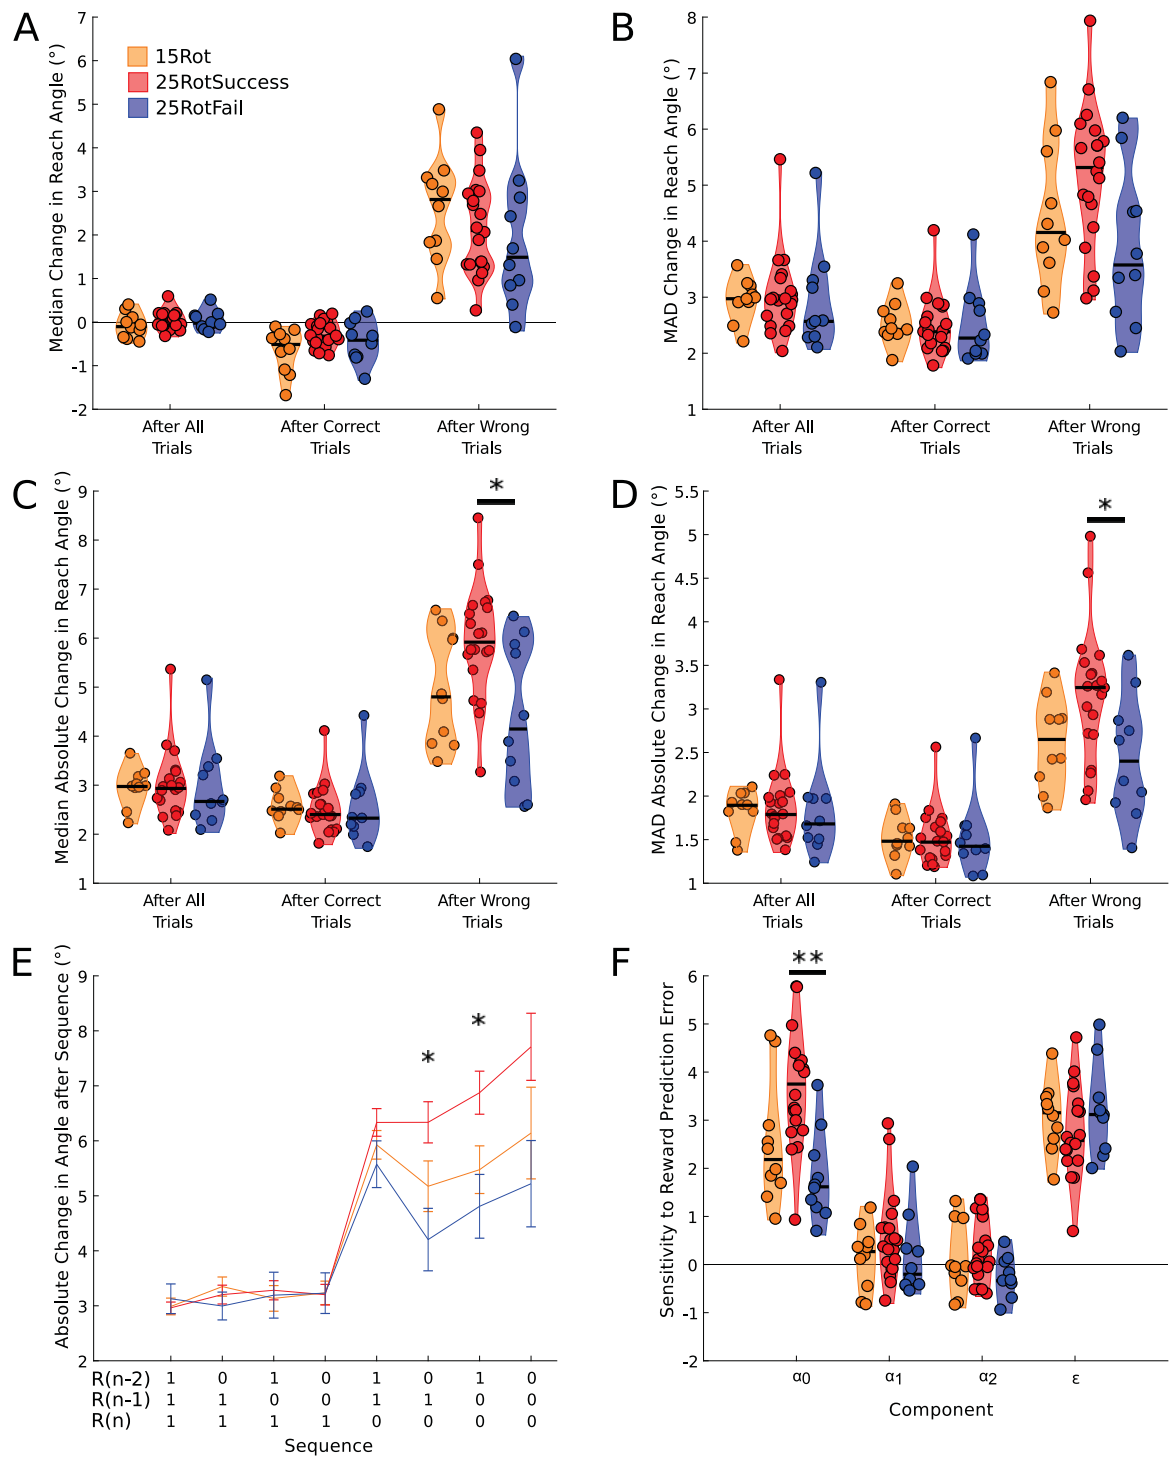 A
Median Change in Reach Angle (°)
7
6
5
4
3
2
1
0
-1
-2
15Rot
25RotSuccess
25RotFail
After All
Trials
After Correct
Trials
After Wrong
Trials
B
MAD Change in Reach Angle (°)
8
7
6
5
4
3
2
1
After All
Trials
After Correct
Trials
After Wrong Trials
C
Median Absolute Change in Reach Angle (°)
9
8
7
6
5
4
3
2
1
*
After All
Trials
After Correct
Trials
After Wrong
Trials
D
MAD Absolute Change in Reach Angle (°)
5.5
5
4.5
4
3.5
3
2.5
2
1.5
1
*
After All
Trials
After Correct
Trials
After Wrong
Trials
E
Absolute Change in Angle after Sequence (°)
9
8
7
6
5
4
3
2
*
*
R(n-2) 1 0 1 0 1 0 1 0
R(n-1) 1 1 0 0 1 1 0 0
R(n) 1 1 1 1 0 0 0 0
Sequence
F
Sensitivity to Reward Prediction Error
6
5
4
3
2
1
0
-1
-2
**
α0 α1 α2 ε
Component